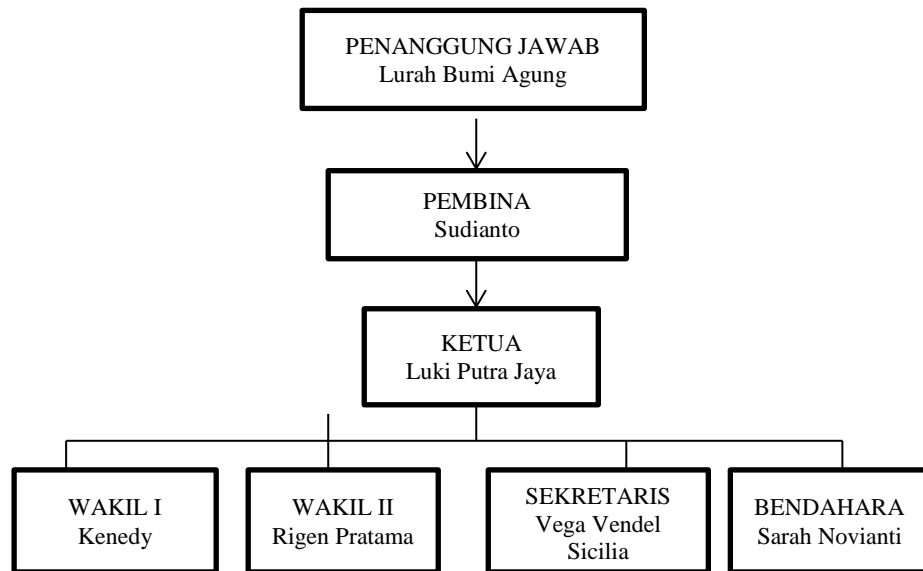 PENANGGUNG JAWAB
Lurah Bumi Agung
PEMBINA
Sudianto
KETUA
Luki Putra Jaya
WAKIL I
Kenedy
WAKIL II
Rigen Pratama
SEKRETARIS
Vega Vendel
Sicilia
BENDAHARA
Sarah Novianti